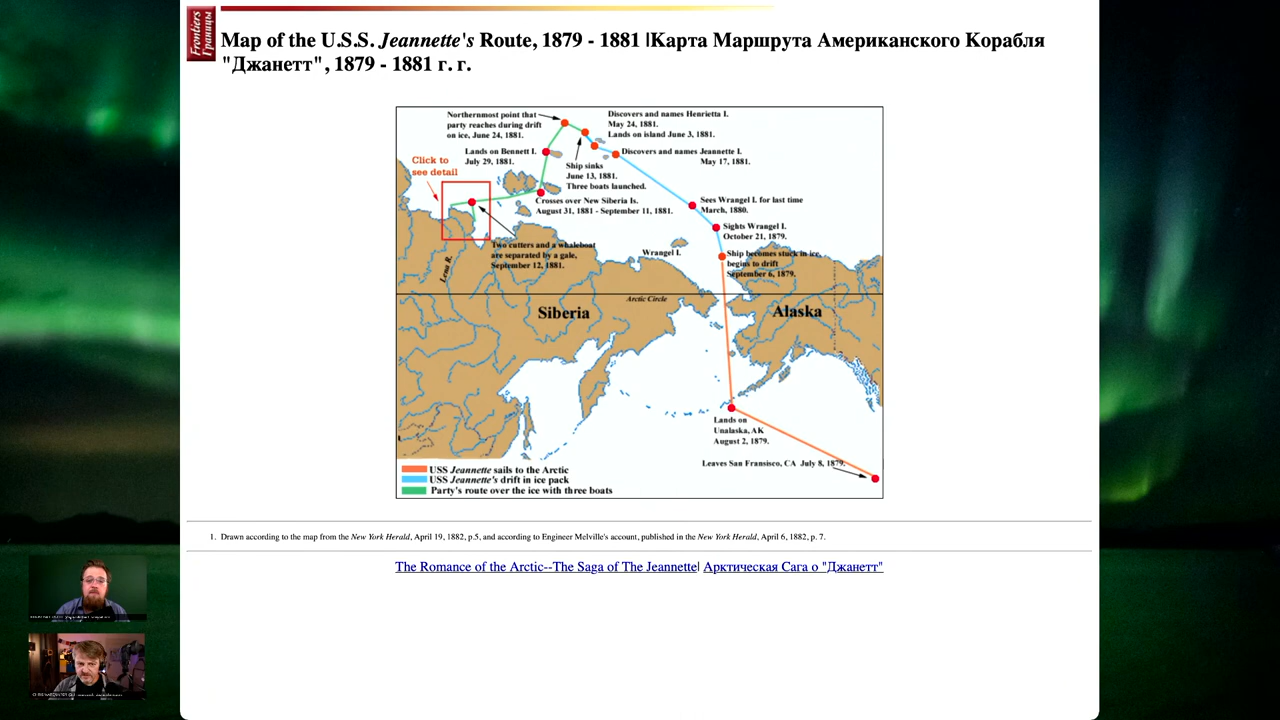 Frontiers
Границы
Map of the U.S.S. Jeannette's Route, 1879 - 1881 |Карта Маршрута Американского Корабля
"Джанетт", 1879 - 1881 г. г.
Northernmost point that
party reaches during drift
on ice, June 24, 1881.
Discovers and names Henrietta I.
May 24, 1881.
Lands on island June 3, 1881.
Lands on Bennett I.
July 29, 1881.
Discovers and names Jeannette I.
May 17, 1881.
Click to
see detail
Ship sinks
June 13, 1881.
Three boats launched.
Crosses over New Siberia Is.
August 31, 1881 - September 11, 1881.
Sees Wrangel I. for last time
March, 1880.
Sights Wrangel I.
October 21, 1879.
Two cutters and a whaleboat
are separated by a gale,
September 12, 1881.
Wrangel I.
Ship becomes stuck in ice,
begins to drift
September 6, 1879.
Lena R.
Arctic Circle
Siberia
Alaska
Lands on
Unalaska, AK
August 2, 1879.
Leaves San Fransisco, CA July 8, 1879.
USS Jeannette sails to the Arctic
USS Jeannette's drift in ice pack
Party's route over the ice with three boats
1. Drawn according to the map from the New York Herald, April 19, 1882, p.5, and according to Engineer Melville's account, published in the New York Herald, April 6, 1882, p. 7.
The Romance of the Arctic--The Saga of The Jeannette| Арктическая Сага о "Джанетт"